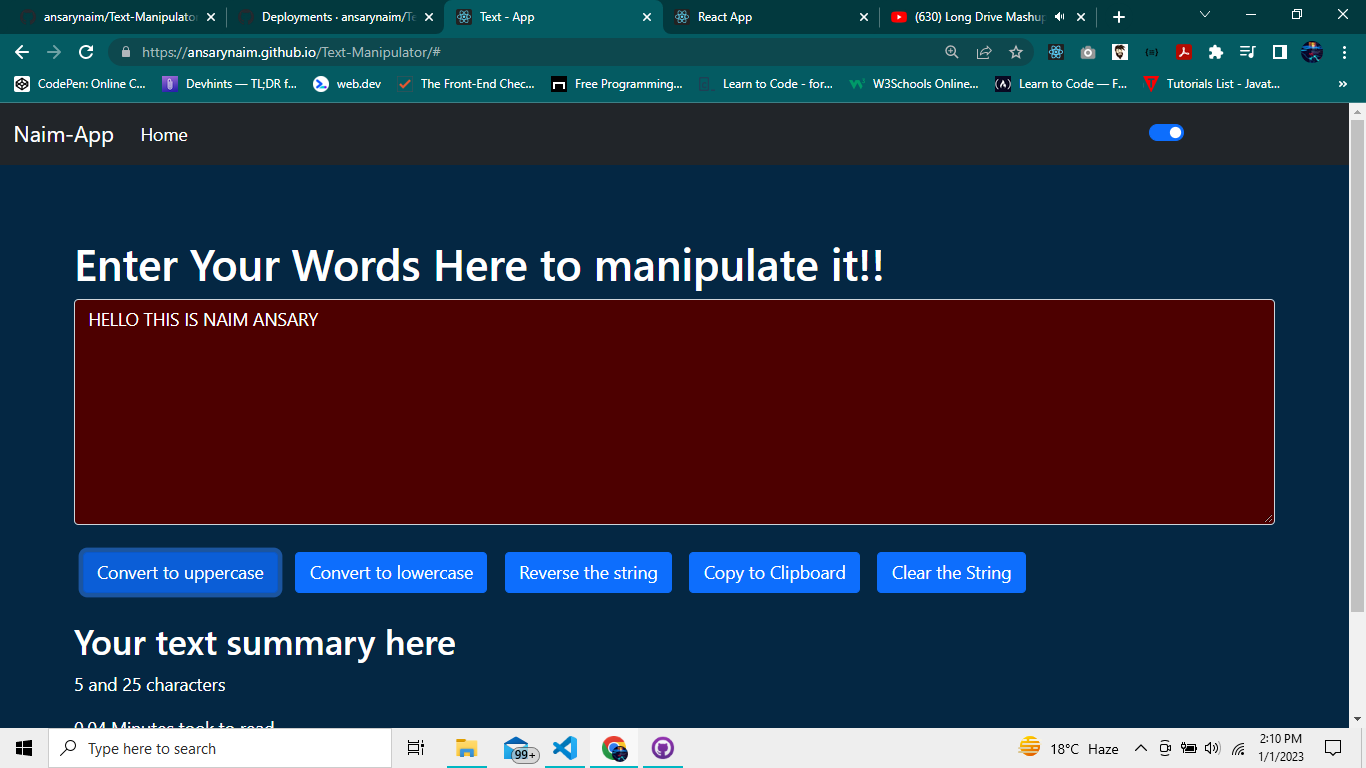 ansarynaim/Text-Manipulato
Deployments · ansarynaim/Te
Text - App
React App
(630) Long Drive Mashup
https://ansarynaim.github.io/Text-Manipulator/#
CodePen: Online C...
Devhints — TL;DR f...
web.dev
The Front-End Chec...
Free Programming...
Learn to Code - for...
W3Schools Online...
Learn to Code — F...
Tutorials List - Javat...
Naim-App
Home
Enter Your Words Here to manipulate it!!
HELLO THIS IS NAIM ANSARY
Convert to uppercase
Convert to lowercase
Reverse the string
Copy to Clipboard
Clear the String
Your text summary here
5 and 25 characters
0.04 Minutes took to read
Type here to search
99+
18°C Haze
2:10 PM
1/1/2023